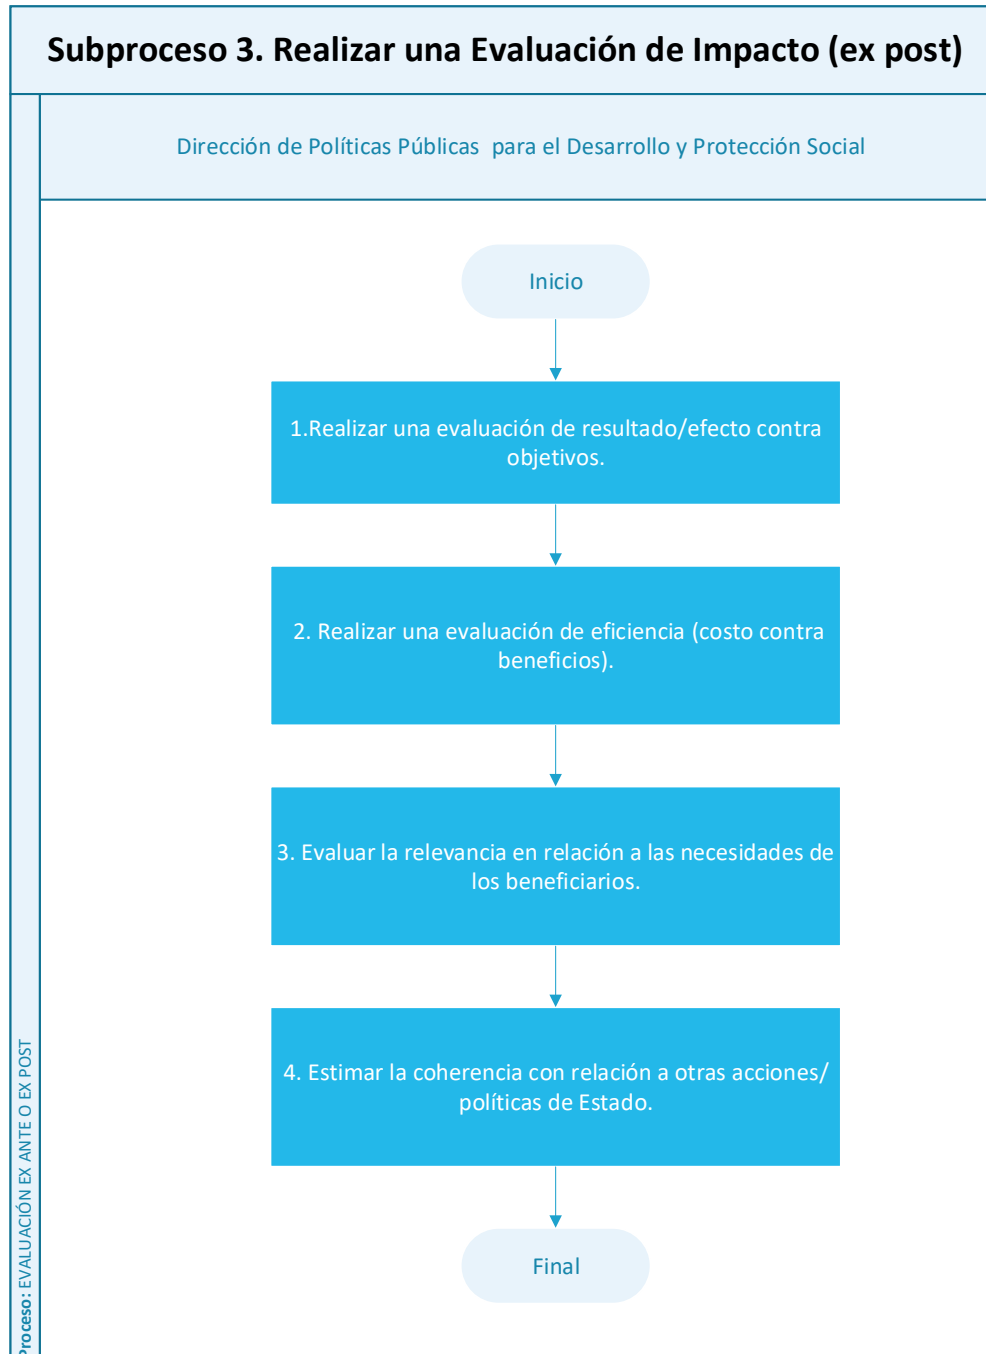 Subproceso 3. Realizar una Evaluación de Impacto (ex post)
Dirección de Políticas Públicas para el Desarrollo y Protección Social
Inicio
1.Realizar una evaluación de resultado/efecto contra
objetivos.
2. Realizar una evaluación de eficiencia (costo contra
beneficios).
3. Evaluar la relevancia en relación a las necesidades de
los beneficiarios.
4. Estimar la coherencia con relación a otras acciones/
políticas de Estado.
Final
Proceso: EVALUACIÓN EX ANTE O EX POST